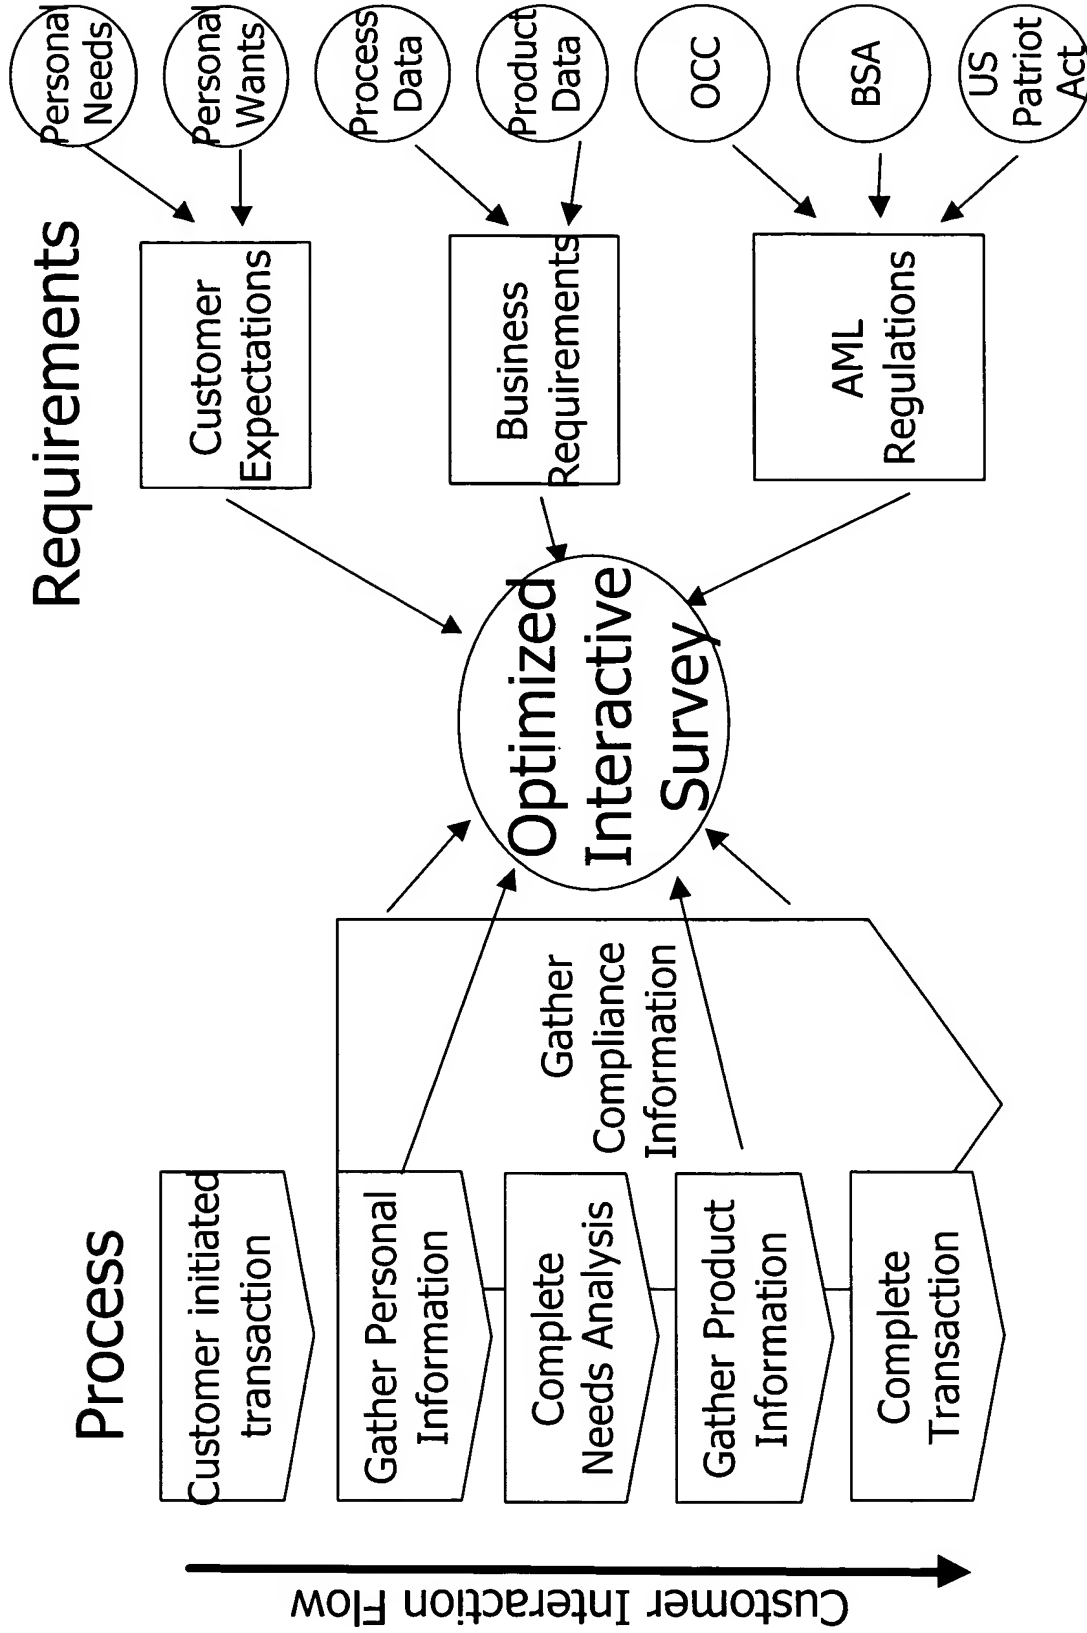 Process
Requirements
Customer Interaction Flow
Customer initiated
transaction
Gather Personal
Information
Complete
Needs Analysis
Gather Product
Information
Complete
Transaction
Gather
Compliance
Information
Optimized
Interactive
Survey
Customer
Expectations
Business
Requirements
AML
Regulations
Personal
Needs
Personal
Wants
Process
Data
Product
Data
OCC
BSA
US
Patriot
Act